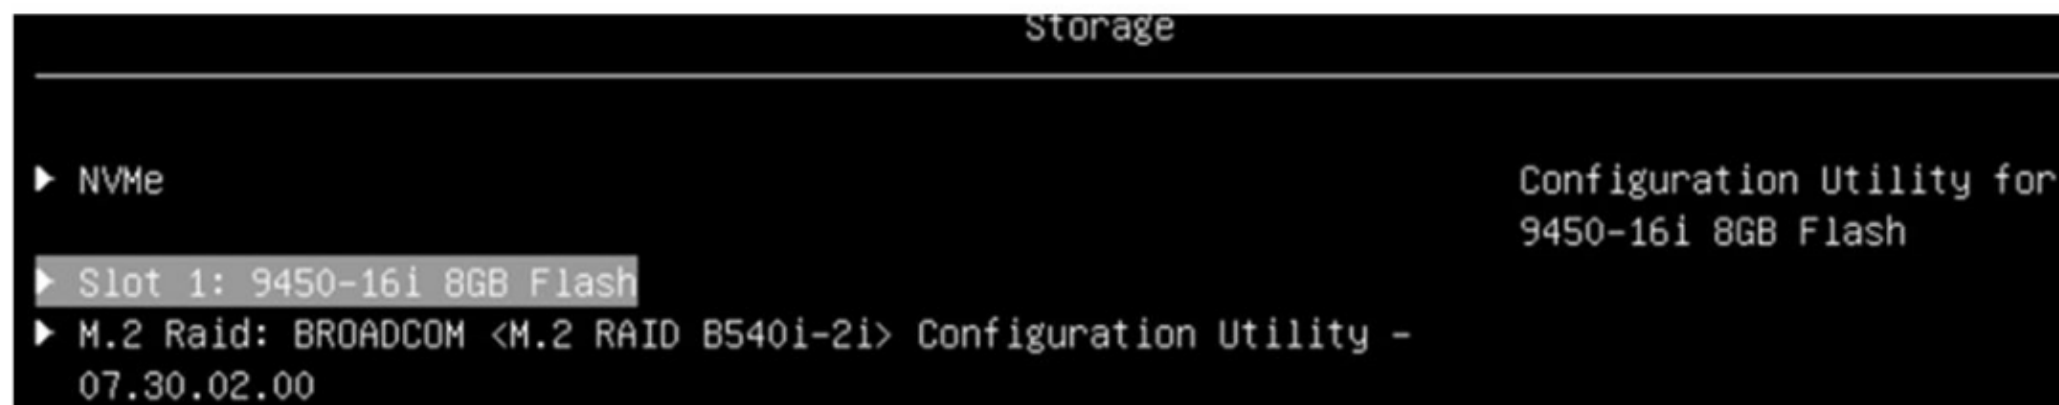 Storage
NVMe
Configuration Utility for
9450-16i 8GB Flash
Slot 1: 9450-16i 8GB Flash
M.2 Raid: BROADCOM <M.2 RAID B540i-2i> Configuration Utility -
07.30.02.00